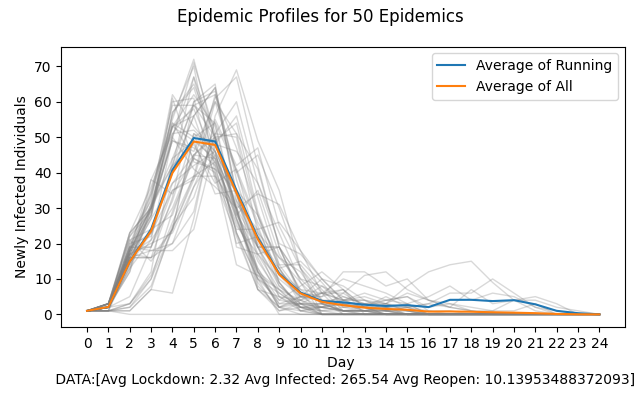 Epidemic Profiles for 50 Epidemics
Newly Infected Individuals
70
60
50
40
30
20
10
0
Average of Running
Average of All
0 1 2 3 4 5 6 7 8 9 10 11 12 13 14 15 16 17 18 19 20 21 22 23 24
Day
DATA:[Avg Lockdown: 2.32 Avg Infected: 265.54 Avg Reopen: 10.13953488372093]